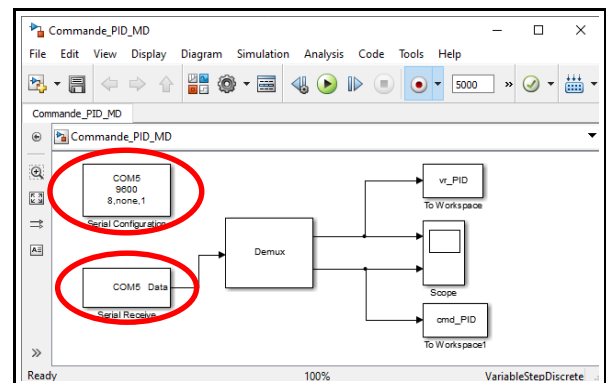 Commande_PID_MD
File Edit View Display Diagram Simulation Analysis Code Tools Help
5000
»
Commande_PID_MD
Commande_PID_MD
COM5
9600
8,none,1
Serial Configuration
vr_PID
To Workspace
Demux
COM5 Data
Serial Receive
Scope
cmd_PID
To Workspace1
»
Ready 100% VariableStepDiscrete